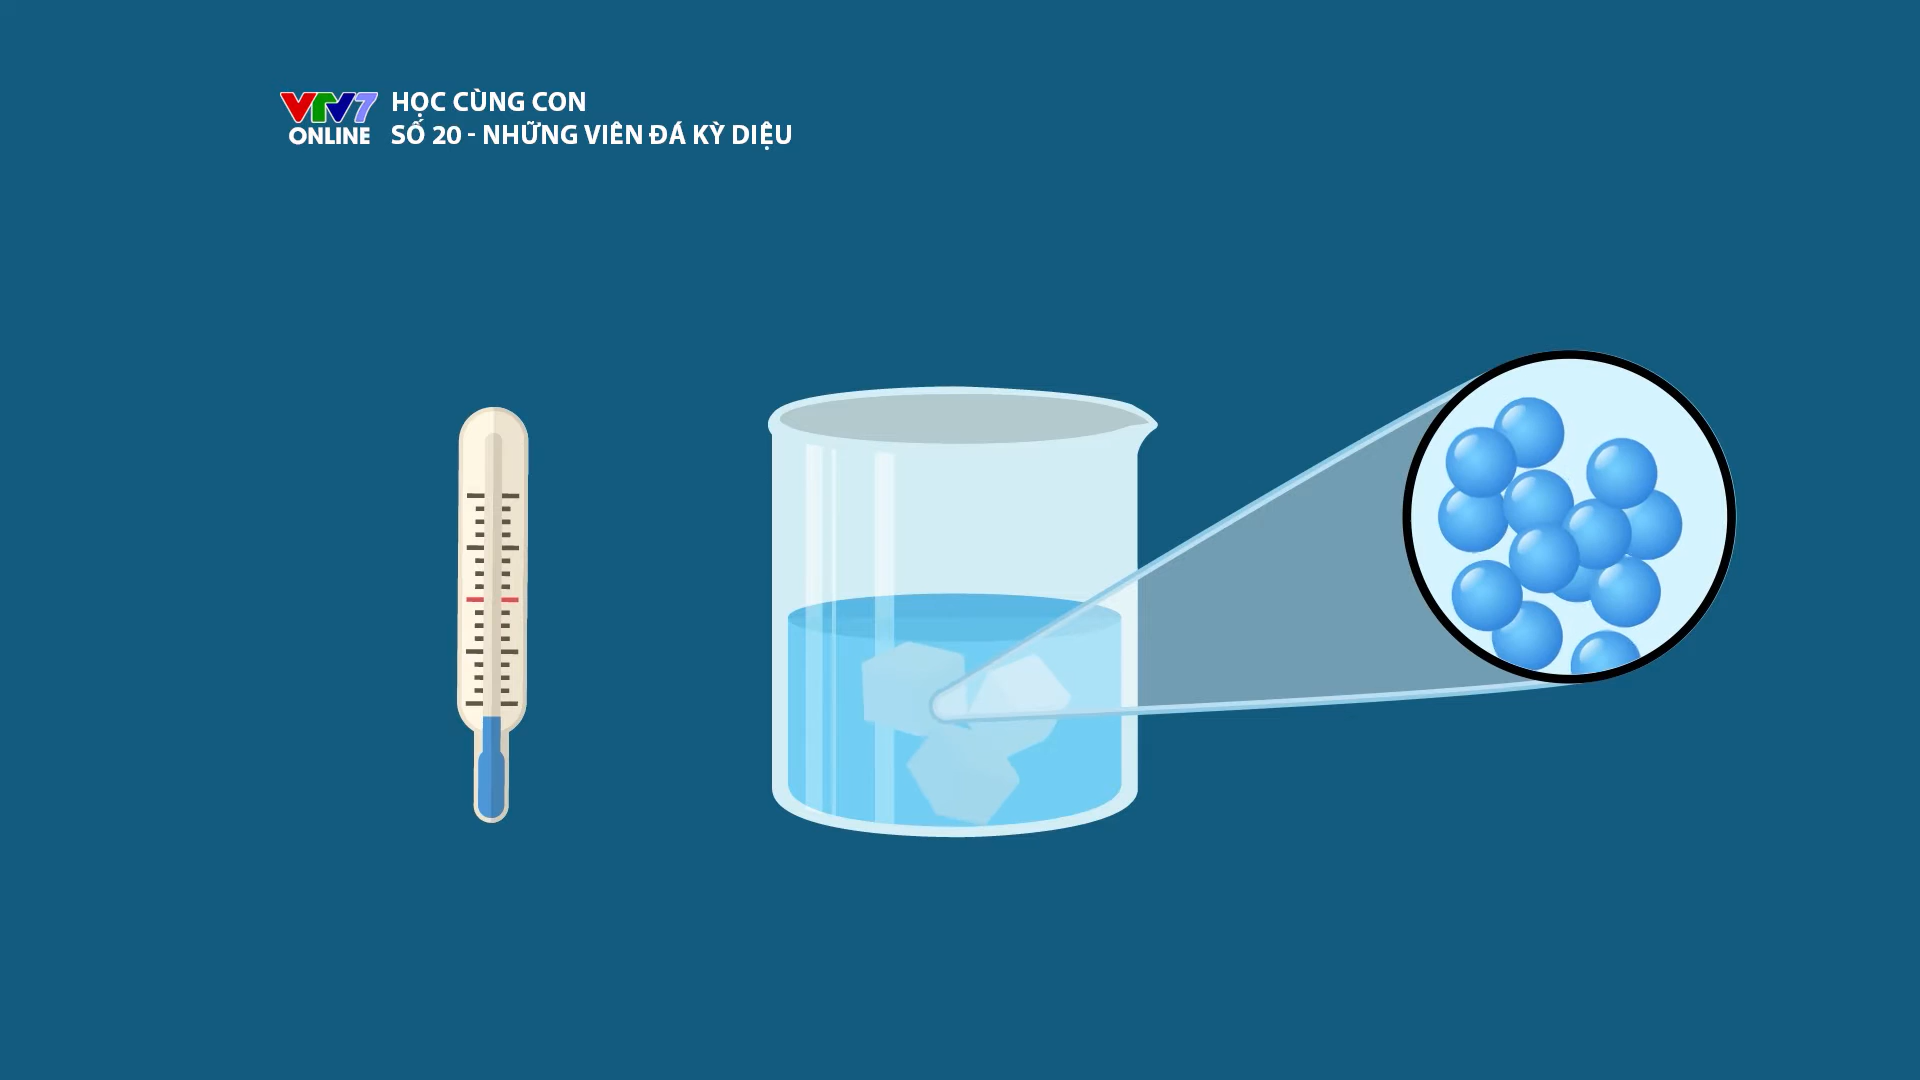 VTV7
ONLINE
HỌC CÙNG CON
SỐ 20 - NHỮNG VIÊN ĐÁ KỲ DIỆU